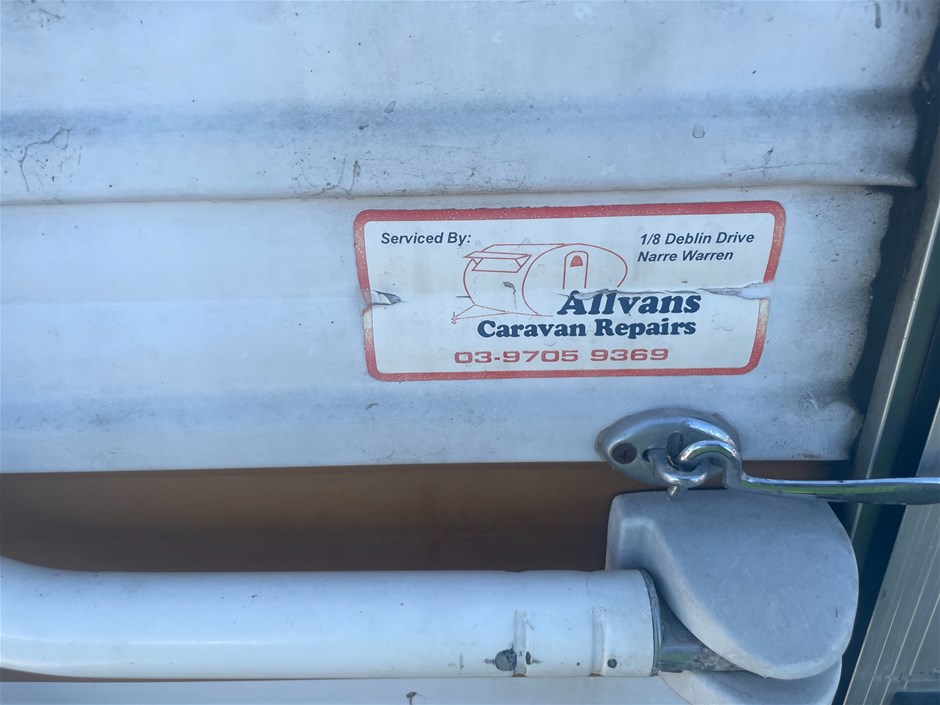 Serviced By:
1/8 Deblin Drive
Narre Warren
Allvans
Caravan Repairs
03-9705 9369